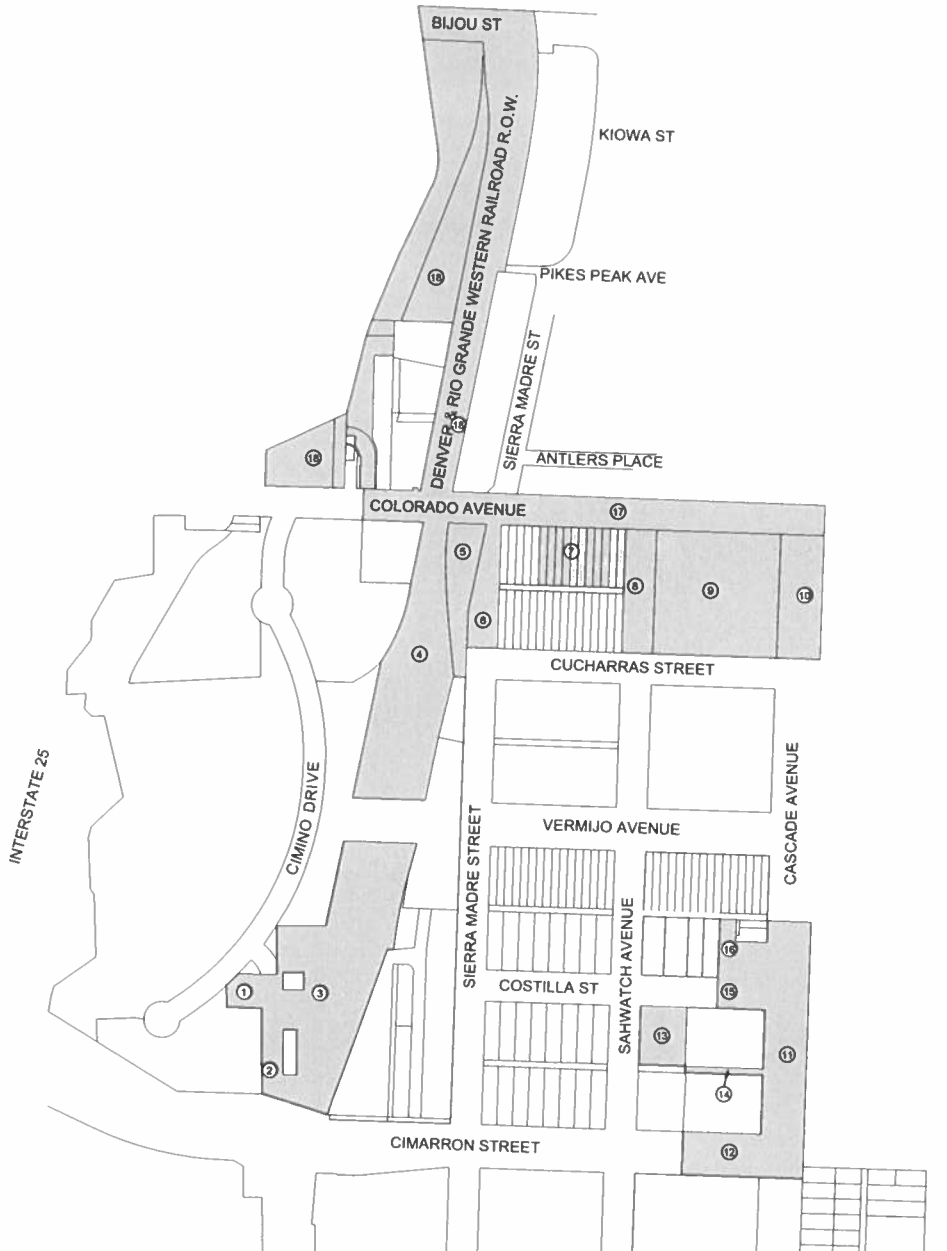 BIJOU ST
KIOWA ST
DENVER & RIO GRANDE WESTERN RAILROAD R.O.W.
PIKES PEAK AVE
18
SIERRA MADRE ST
18
18
ANTLERS PLACE
COLORADO AVENUE
17
5
7
8
9
10
6
4
CUCHARRAS STREET
INTERSTATE 25
CIMINO DRIVE
SIERRA MADRE STREET
VERMIJO AVENUE
CASCADE AVENUE
SAHWATCH AVENUE
16
COSTILLA ST
1
3
15
13
11
2
14
CIMARRON STREET
12